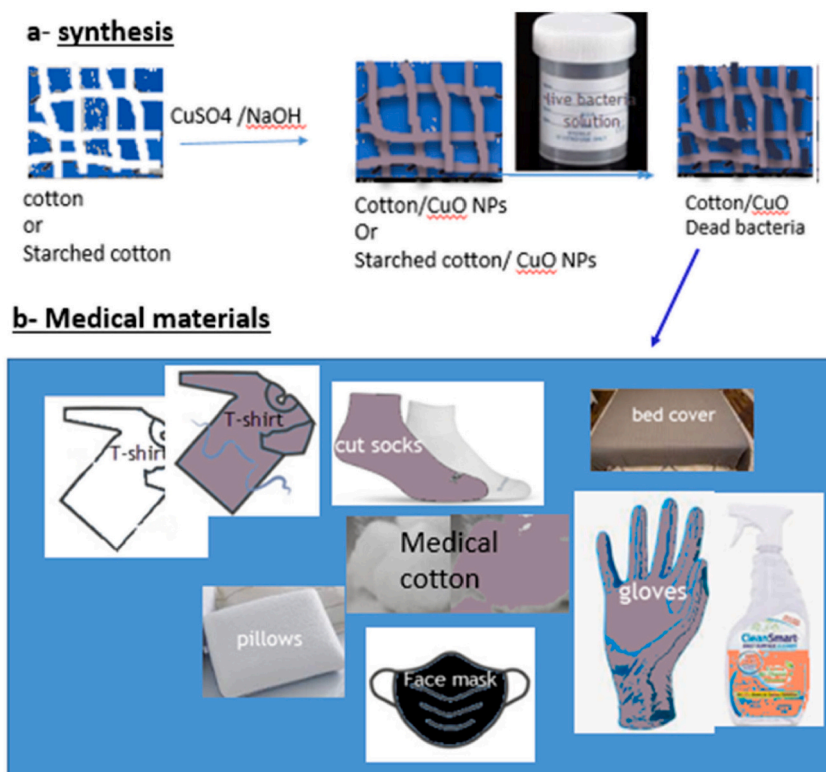 a- synthesis
CuSO4 /NaOH
live bacteria
solution
cotton
or
Starched cotton
Cotton/CuO NPs
Or
Starched cotton/ CuO NPs
Cotton/CuO
Dead bacteria
b- Medical materials
T-shirt
T-shirt
cut socks
bed cover
Medical
cotton
gloves
pillows
Face mask
CleanSmart